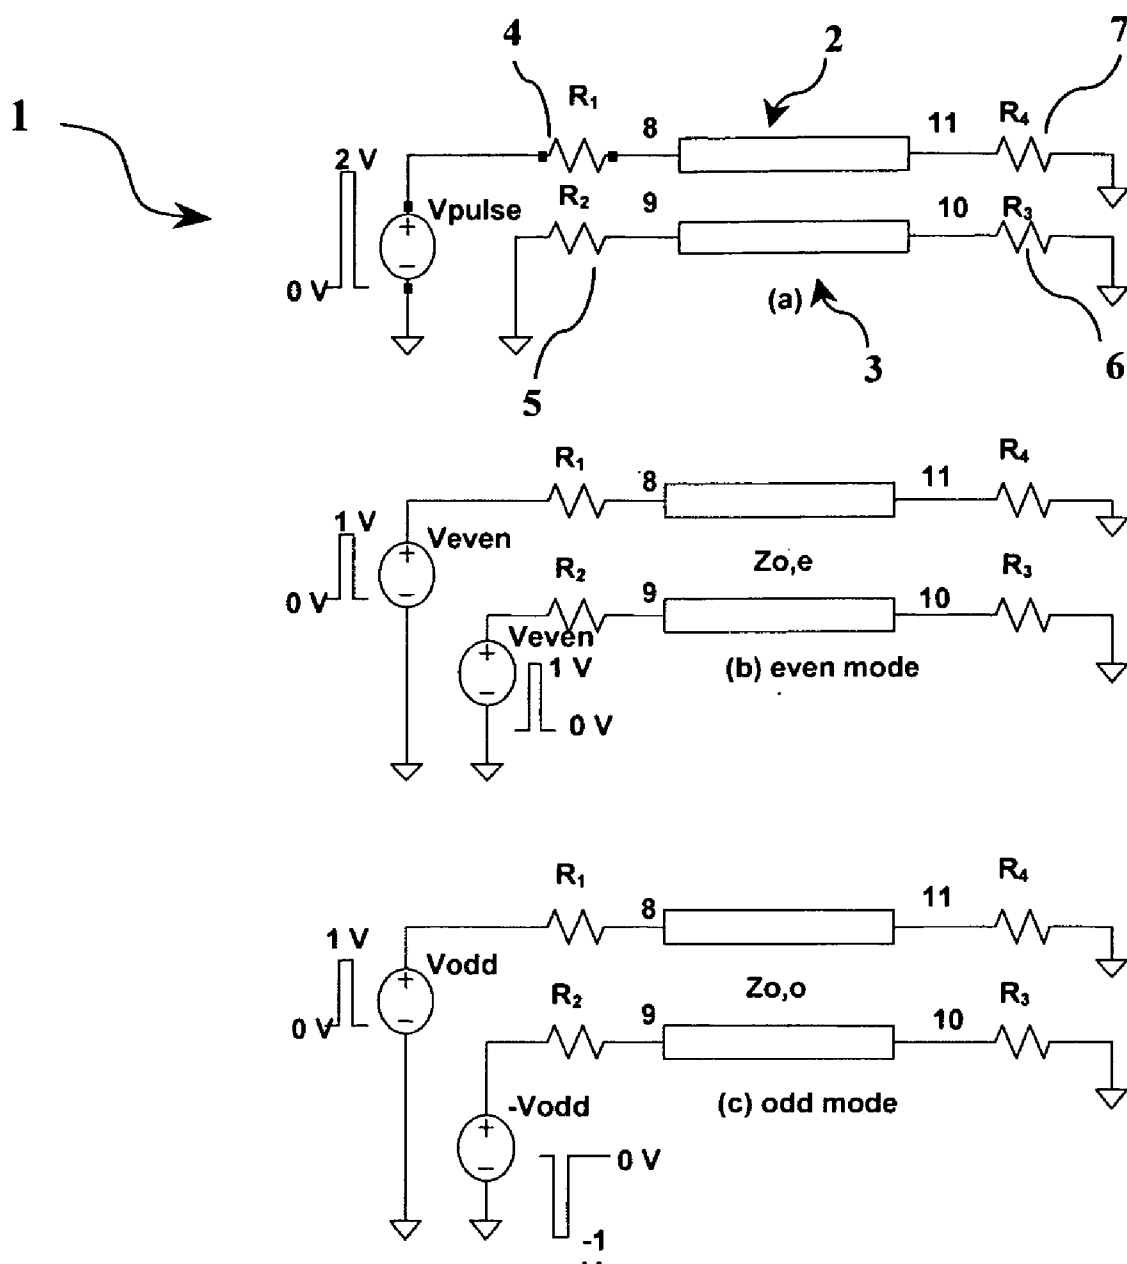 1
4
2
7
R1
8
11
R4
2 V
Vpulse
R2
9
10
R3
0 V
(a)
5
3
6
R1
8
11
R4
1 V
Veven
0V
R2
9
Zo,e
10
R3
Veven
1 V
0 V
(b) even mode
R1
8
11
R4
1 V
Vodd
0V
R2
9
Zo,o
10
R3
-Vodd
(c) odd mode
0 V
-1